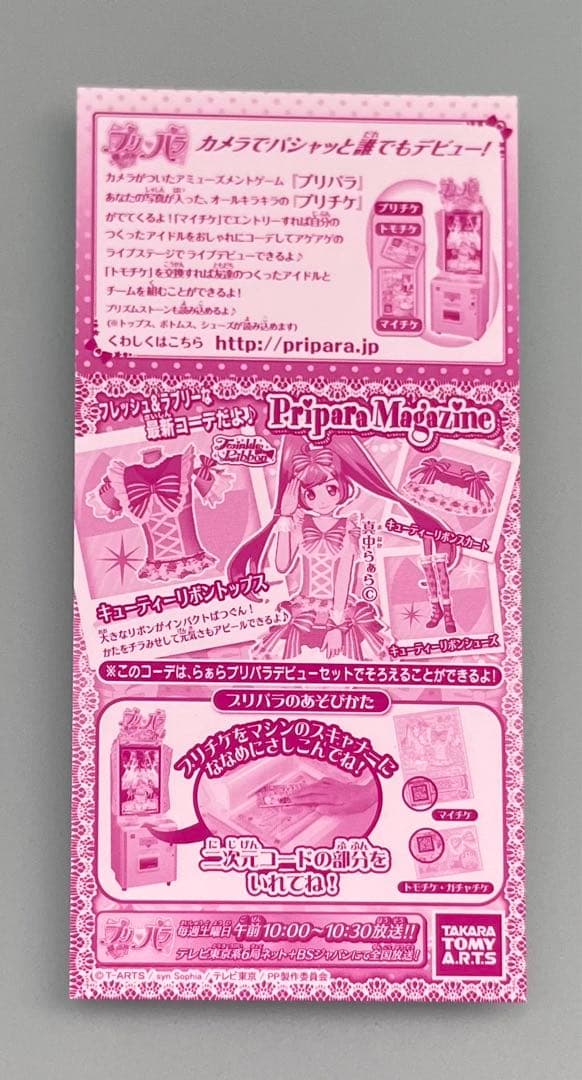 プリパラ
カメラでパシャッと誰でもデビュー!
カメラがついたアミューズメントゲーム『プリパラ』
あなたの写真が入った、オールキラキラの『プリチケ』
がでてくるよ!「マイチケ」でエントリーすれば自分の
つくったアイドルをおしゃれにコーデしてアゲアゲの
ライブステージでライブデビューできるよ♪
「トモチケ」を交換すれば友達のつくったアイドルと
チームを組むことができるよ!
プリズムストーンも読み込めるよ♪
(※トップス、ボトムス、シューズが読み込めます)
くわしくはこちら http://pripara.jp
プリチケ
トモチケ
マイチケ
フレッシュ&ラブリーな
最新コーデだよ♪
Pripara Magazine
Twinkle Ribbon
真中らぁら©
キューティーリボンスカート
キューティーリボントップス
大きなリボンがインパクトばつぐん!
かたをチラみせして元気さもアピールできるよ♪
キューティーリボンシューズ
※このコーデは、らぁらプリパラデビューセットでそろえることができるよ!
プリパラのあそびかた
プリチケをマシンのスキャナーに
ななめにさしこんでね!
二次元コードの部分を
いれてね!
マイチケ
トモチケ・ガチャチケ
プリパラ
毎週土曜日 午前10:00〜10:30放送!!
テレビ東京系6局ネット+BSジャパンにて全国放送!
TAKARA
TOMY
A.R.T.S
©T-ARTS / syn Sophia / テレビ東京 / PP製作委員会